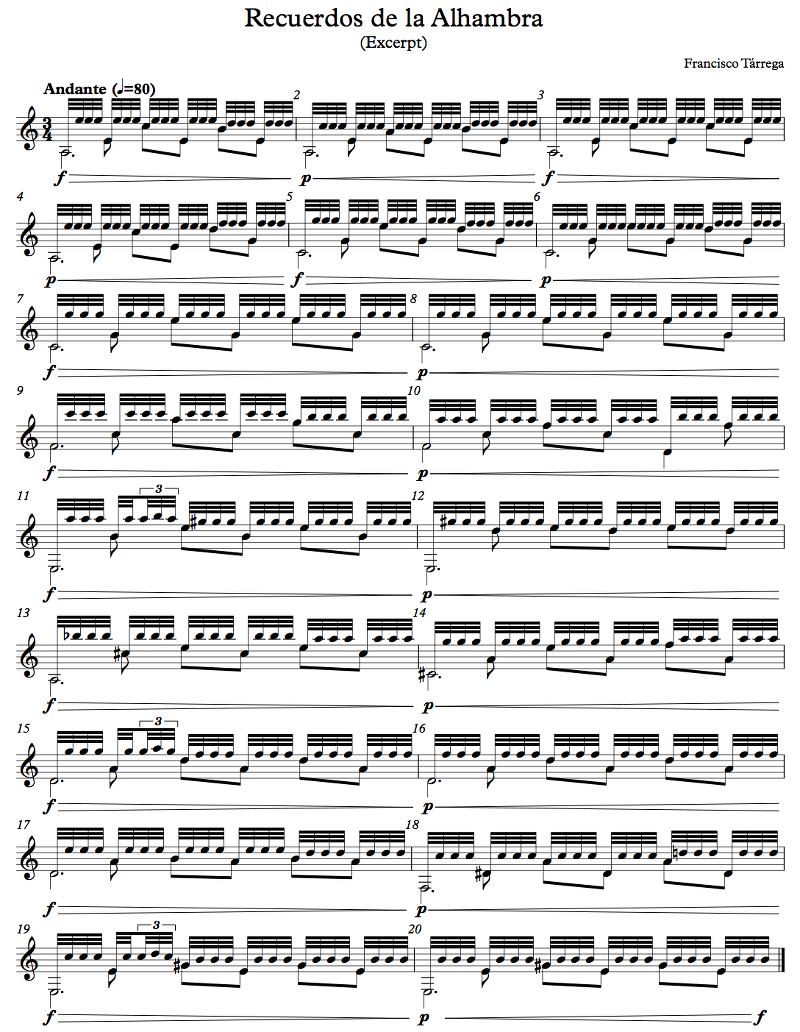 Recuerdos de la Alhambra
(Excerpt)
Francisco Tárrega
Andante (♩=80)
2 3
3
4
f p f
4 5 6
p f p
7 8
f p
9 10
f p
11 3 12
f p
13 14
f p
15 3 16
f p
17 18
f p
19 3 20
f p f